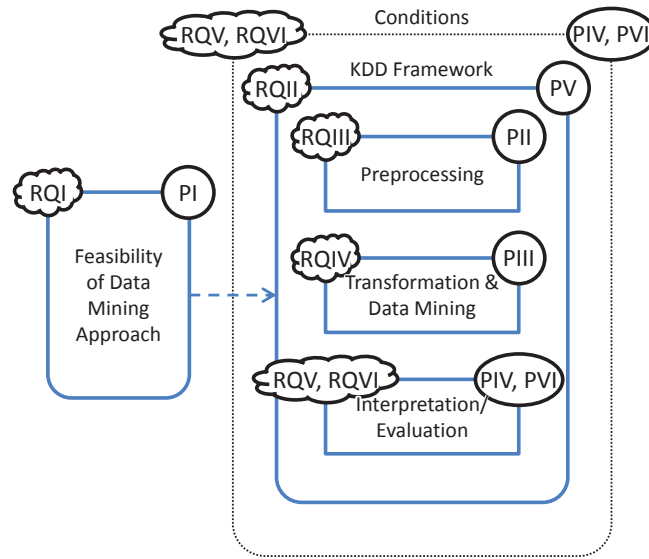 Conditions
RQV, RQVI
PIV, PVI
KDD Framework
RQII
PV
RQIII
PII
Preprocessing
RQI
PI
Feasibility
of Data
Mining
Approach
RQIV
PIII
Transformation &
Data Mining
RQV, RQVI
PIV, PVI
Interpretation/
Evaluation